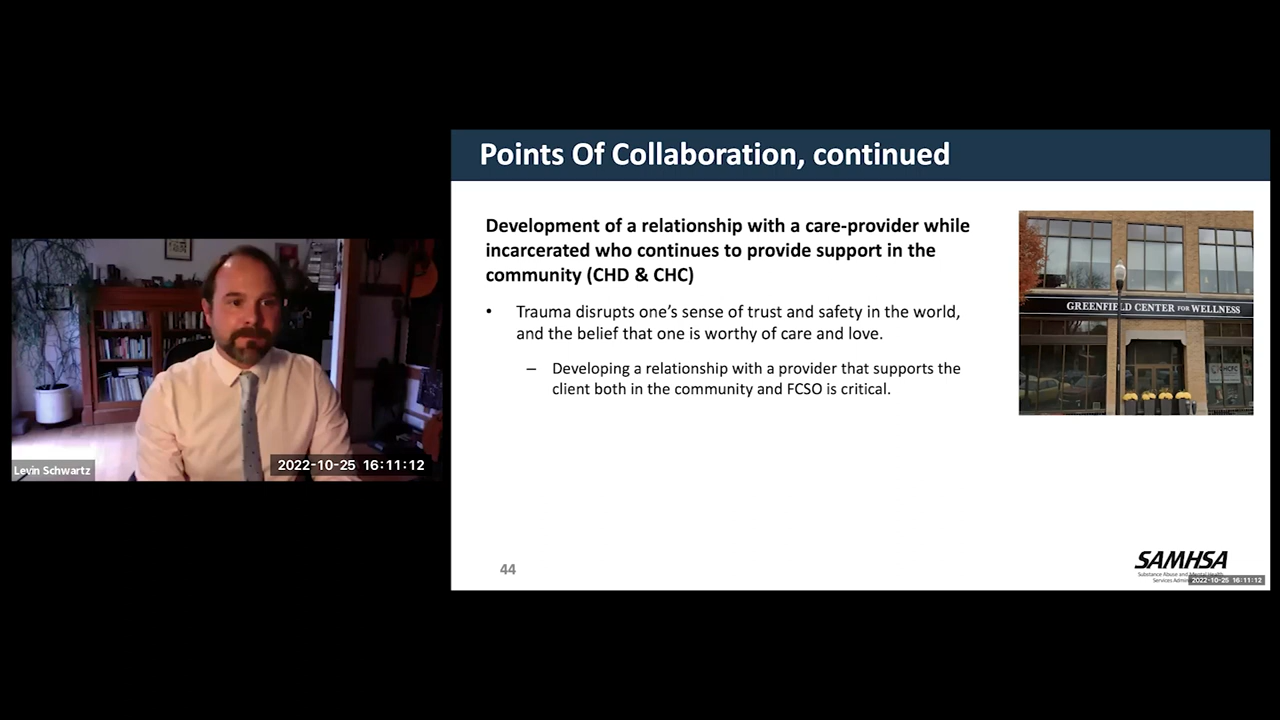 Points Of Collaboration, continued
Development of a relationship with a care-provider while
incarcerated who continues to provide support in the
community (CHD & CHC)
• Trauma disrupts one's sense of trust and safety in the world,
and the belief that one is worthy of care and love.
– Developing a relationship with a provider that supports the
client both in the community and FCSO is critical.
GREENFIELD CENTER FOR WELLNESS
Levin Schwartz
2022-10-25 16:11:12
44
SAMHSA
Substance Abuse and Mental Health
Services
2022-10-25 16:11:12